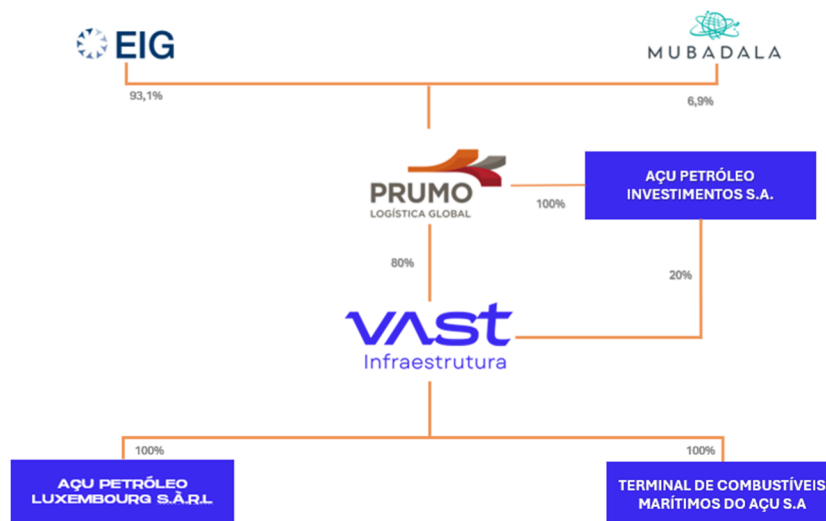 EIG
MUBADALA
93,1%
6,9%
PRUMO
LOGÍSTICA GLOBAL
100%
AÇU PETRÓLEO
INVESTIMENTOS S.A.
80%
20%
vast
Infraestrutura
100%
100%
AÇU PETRÓLEO
LUXEMBOURG S.À.R.L
TERMINAL DE COMBUSTÍVEIS
MARÍTIMOS DO AÇU S.A